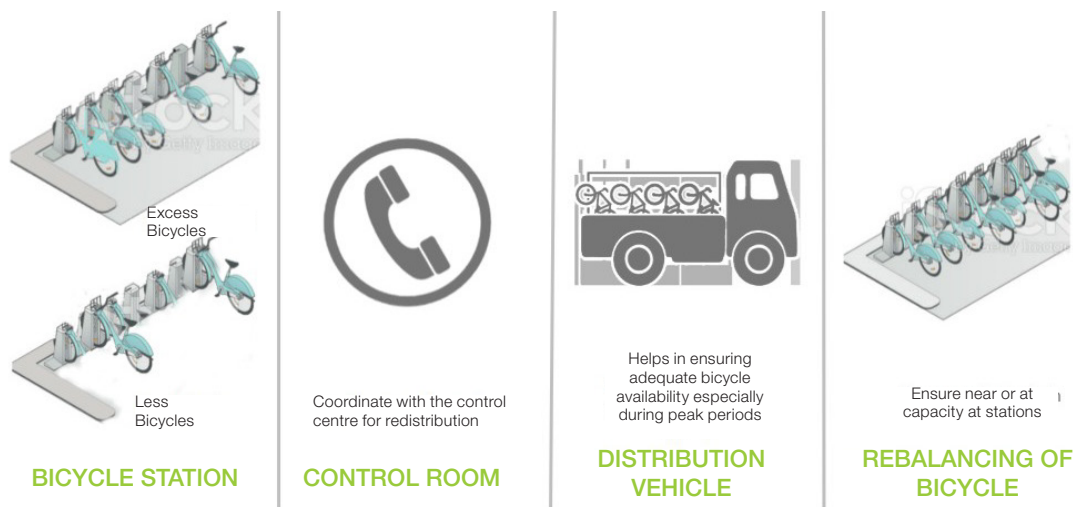 Excess
Bicycles
Less
Bicycles
BICYCLE STATION
Coordinate with the control
centre for redistribution
CONTROL ROOM
Helps in ensuring
adequate bicycle
availability especially
during peak periods
DISTRIBUTION
VEHICLE
Ensure near or at
capacity at stations
REBALANCING OF
BICYCLE